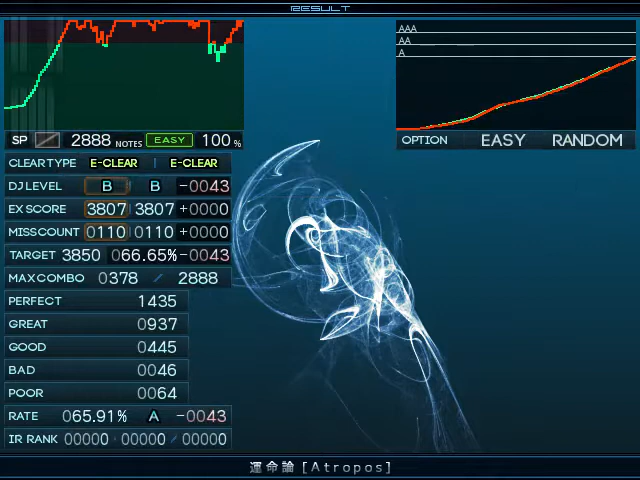 RESULT
AAA
AA
A
SP 2888 NOTES EASY 100 %
OPTION EASY RANDOM
CLEARTYPE E-CLEAR | E-CLEAR
DJ LEVEL B B -0043
EX SCORE 3807 3807 +0000
MISSCOUNT 0110 0110 +0000
TARGET 3850 066.65% -0043
MAXCOMBO 0378 / 2888
PERFECT 1435
GREAT 0937
GOOD 0445
BAD 0046
POOR 0064
RATE 065.91% A -0043
IR RANK 00000 · 00000 / 00000
運命論 [Atropos]